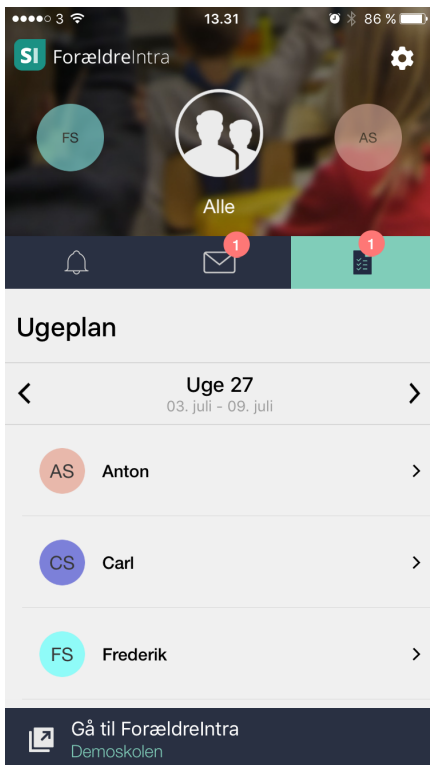 3 13.31 86 %
SI ForældreIntra
FS
AS
Alle
1
1
Ugeplan
Uge 27
03. juli - 09. juli
AS Anton
CS Carl
FS Frederik
Gå til ForældreIntra
Demoskolen